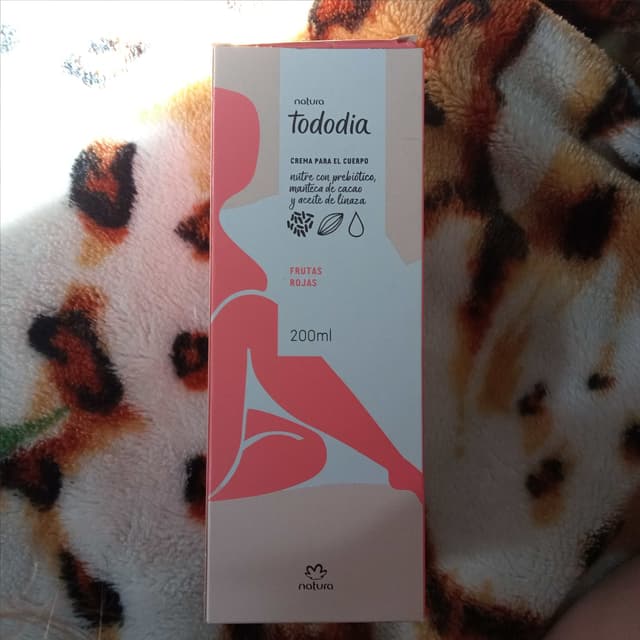 natura
tododia
CREMA PARA EL CUERPO
nutre con prebiótico,
manteca de cacao
y aceite de linaza
FRUTAS
ROJAS
200ml
natura